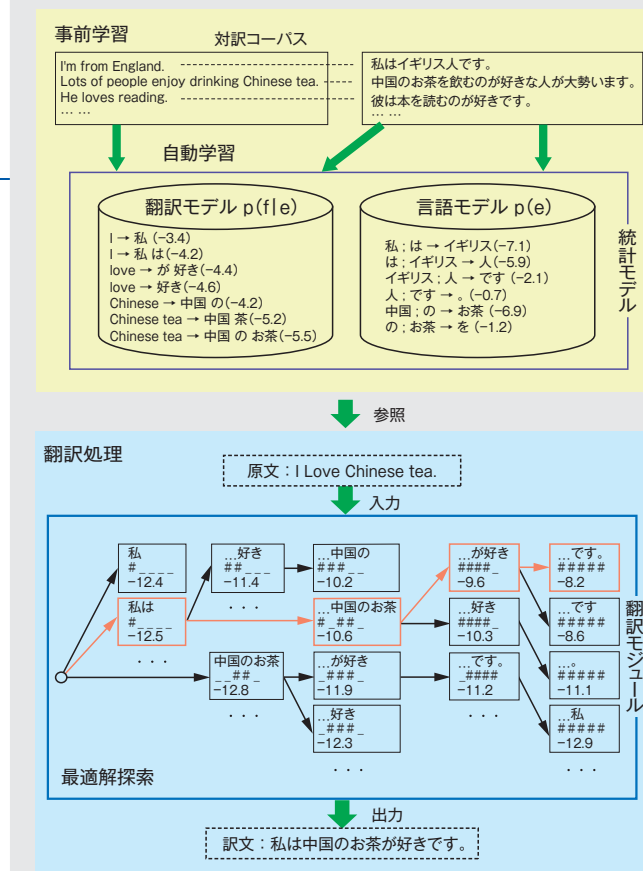 事前学習
対訳コーパス
I'm from England.
Lots of people enjoy drinking Chinese tea.
He loves reading.
… …
私はイギリス人です。
中国のお茶を飲むのが好きな人が大勢います。
彼は本を読むのが好きです。
… …
自動学習
翻訳モデル p(f|e)
I → 私 (−3.4)
I → 私 は(−4.2)
love → が 好き(−4.4)
love → 好き(−4.6)
Chinese → 中国 の(−4.2)
Chinese tea → 中国 茶(−5.2)
Chinese tea → 中国 の お茶(−5.5)
言語モデル p(e)
私 ; は → イギリス(−7.1)
は ; イギリス → 人(−5.9)
イギリス ; 人 → です (−2.1)
人 ; です → 。(−0.7)
中国 ; の → お茶 (−6.9)
の ; お茶 → を (−1.2)
統計モデル
参照
翻訳処理
原文：I Love Chinese tea.
入力
私
#_ _ _ _
−12.4
…好き
##_ _ _
−11.4
…中国の
###_ _
−10.2
…が好き
####_
−9.6
…です。
#####
−8.2
私は
#_ _ _ _
−12.5
. . .
…中国のお茶
#_##_
−10.6
…好き
####_
−10.3
…です
#####
−8.6
. . .
中国のお茶
_ _##_
−12.8
…が好き
_###_
−11.9
…です。
_####
−11.2
…。
#####
−11.1
. . .
…好き
_###_
−12.3
. . .
…私
#####
−12.9
. . .
. . .
翻訳モジュール
最適解探索
出力
訳文：私は中国のお茶が好きです。